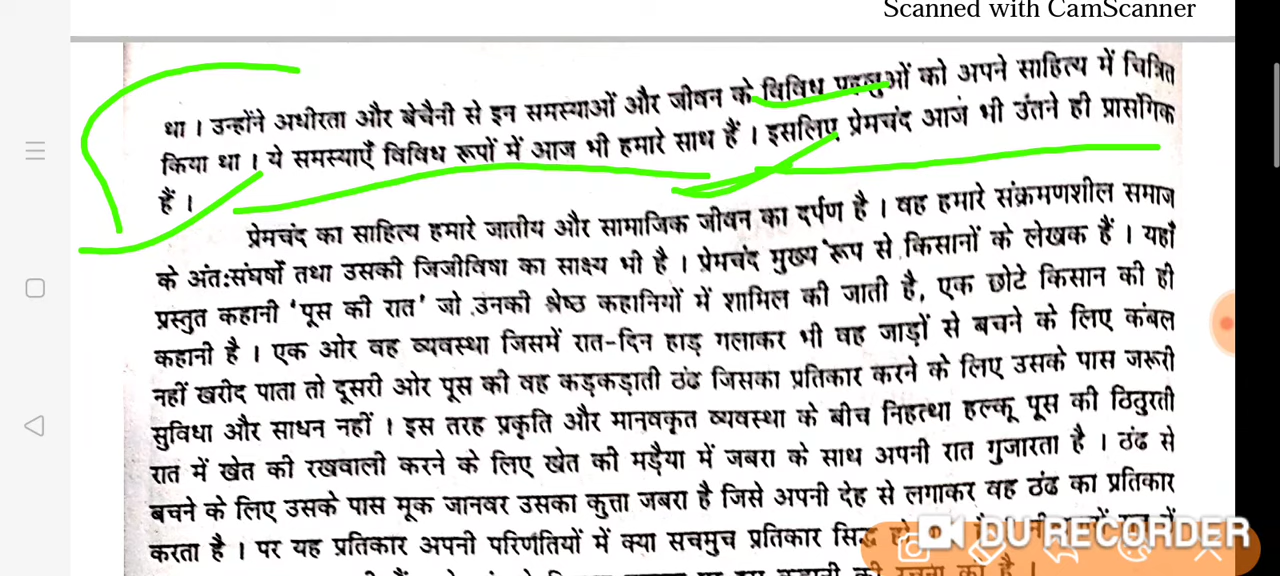 Scanned with CamScanner
था । उन्होंने अधीरता और बेचैनी से इन समस्याओं और जीवन के विविध पहलुओं को अपने साहित्य में चित्रित
किया था । ये समस्याएँ विविध रूपों में आज भी हमारे साथ हैं । इसलिए प्रेमचंद आज भी उतने ही प्रासंगिक
हैं ।
प्रेमचंद का साहित्य हमारे जातीय और सामाजिक जीवन का दर्पण है । वह हमारे संक्रमणशील समाज
के अंत:संघर्षों तथा उसकी जिजीविषा का साक्ष्य भी है । प्रेमचंद मुख्य रूप से किसानों के लेखक हैं । यहाँ
प्रस्तुत कहानी 'पूस की रात' जो उनकी श्रेष्ठ कहानियों में शामिल की जाती है, एक छोटे किसान की ही
कहानी है । एक ओर वह व्यवस्था जिसमें रात-दिन हाड़ गलाकर भी वह जाड़ों से बचने के लिए कंबल
नहीं खरीद पाता तो दूसरी ओर पूस की वह कड़कड़ाती ठंढ जिसका प्रतिकार करने के लिए उसके पास जरूरी
सुविधा और साधन नहीं । इस तरह प्रकृति और मानवकृत व्यवस्था के बीच निहत्था हल्कू पूस की ठिठुरती
रात में खेत की रखवाली करने के लिए खेत की मड़ैया में जबरा के साथ अपनी रात गुजारता है । ठंढ से
बचने के लिए उसके पास मूक जानवर उसका कुत्ता जबरा है जिसे अपनी देह से लगाकर वह ठंढ का प्रतिकार
करता है । पर यह प्रतिकार अपनी परिणतियों में क्या सचमुच प्रतिकार सिद्ध
DU RECORDER
इस कहानी की रचना की है ।